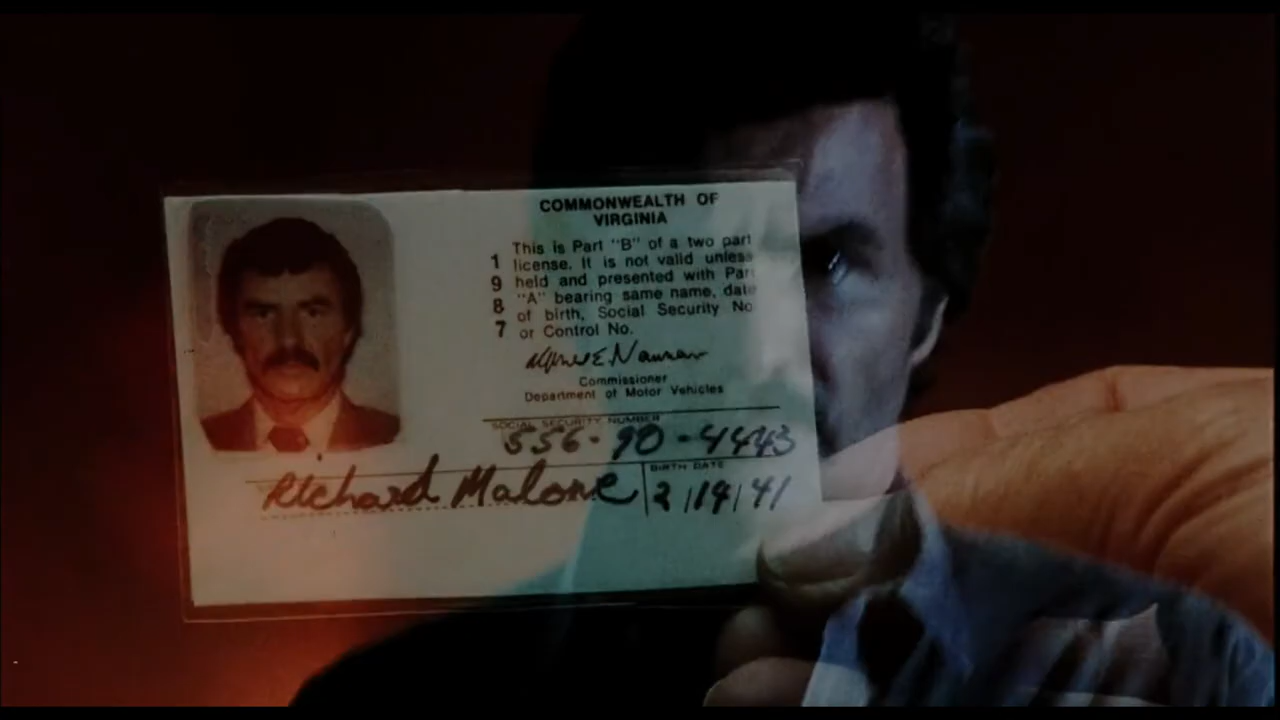 COMMONWEALTH OF
VIRGINIA
This is Part "B" of a two part
1 license. It is not valid unless
9 held and presented with Par
8 "A" bearing same name, date
of birth, Social Security No
7 or Control No.
Commissioner
Department of Motor Vehicles
SOCIAL SECURITY NUMBER
556-90-4443
Richard Malone
BIRTH DATE
2/14/41